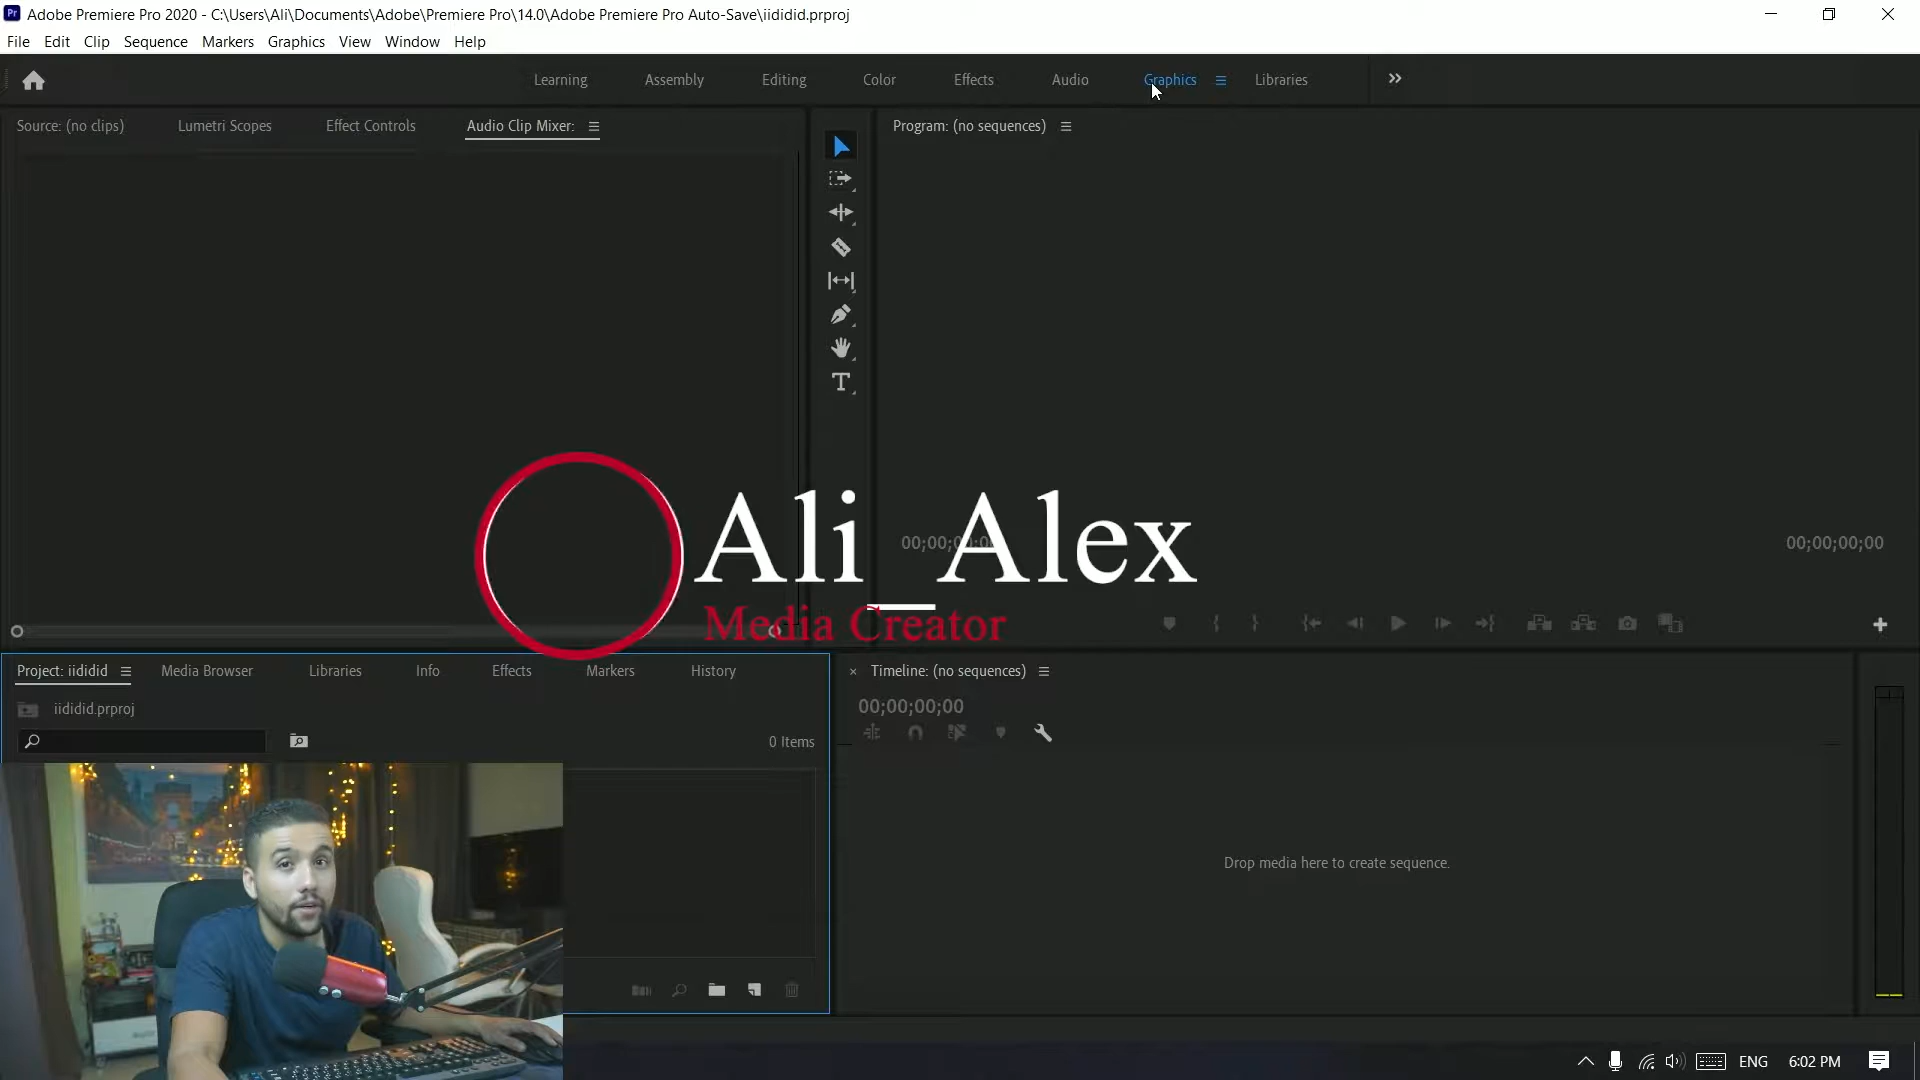 Adobe Premiere Pro 2020 - C:\Users\Ali\Documents\Adobe\Premiere Pro\14.0\Adobe Premiere Pro Auto-Save\iididid.prproj
File Edit Clip Sequence Markers Graphics View Window Help
Learning Assembly Editing Color Effects Audio Graphics Libraries
Source: (no clips) Lumetri Scopes Effect Controls Audio Clip Mixer: Program: (no sequences)
Ali_Alex
00;00;00;00
Media Creator
Project: iididid Media Browser Libraries Info Effects Markers History
iididid.prproj
0 Items
Timeline: (no sequences)
00;00;00;00
Drop media here to create sequence.
ENG 6:02 PM